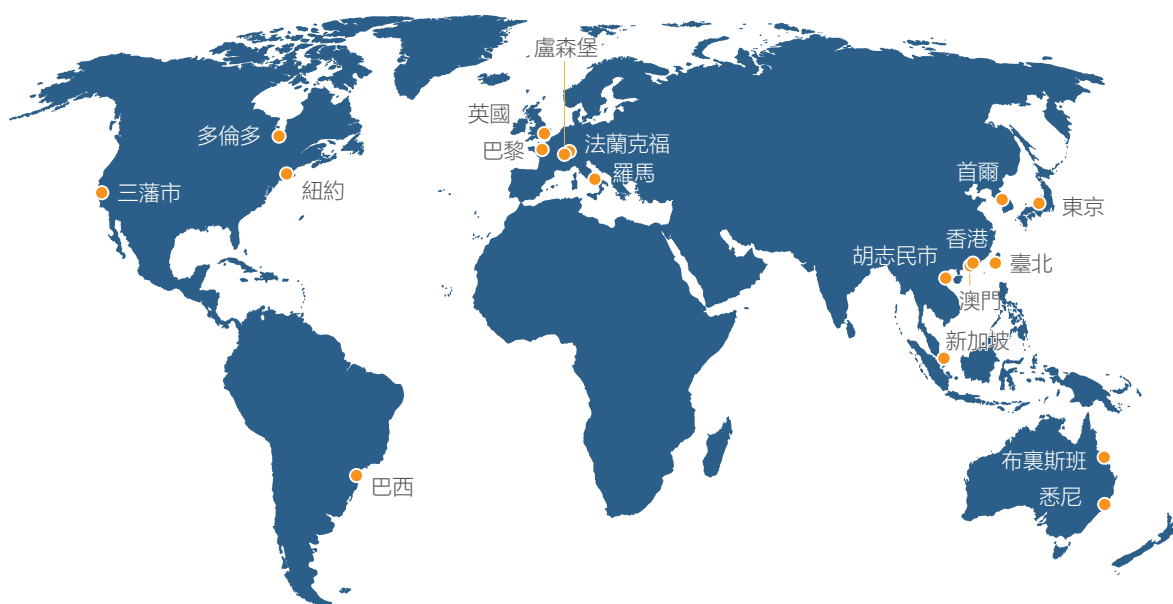 盧森堡
英國
多倫多
巴黎
法蘭克福
羅馬
首爾
三藩市
紐約
東京
香港
胡志民市
臺北
澳門
新加坡
布裏斯班
巴西
悉尼